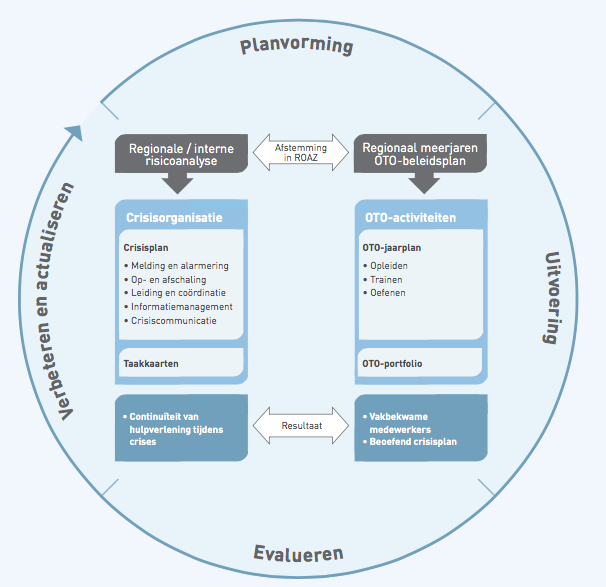 Planvorming
Regionale / interne
risicoanalyse
Afstemming
in ROAZ
Regionaal meerjaren
OTO-beleidsplan
Crisisorganisatie
Crisisplan
• Melding en alarmering
• Op- en afschaling
• Leiding en coördinatie
• Informatiemanagement
• Crisiscommunicatie
Taakkaarten
OTO-activiteiten
OTO-jaarplan
• Opleiden
• Trainen
• Oefenen
OTO-portfolio
• Continuïteit van
hulpverlening tijdens
crises
Resultaat
• Vakbekwame
medewerkers
• Beoefend crisisplan
Uitvoering
Evalueren
Verbeteren en actualiseren